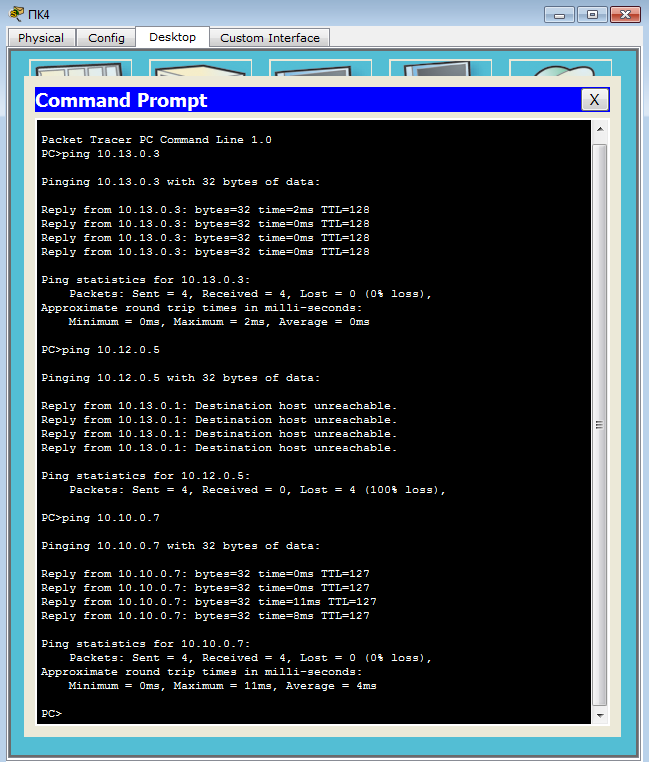 ПК4
Physical Config Desktop Custom Interface
Command Prompt X
Packet Tracer PC Command Line 1.0
PC>ping 10.13.0.3
Pinging 10.13.0.3 with 32 bytes of data:
Reply from 10.13.0.3: bytes=32 time=2ms TTL=128
Reply from 10.13.0.3: bytes=32 time=0ms TTL=128
Reply from 10.13.0.3: bytes=32 time=0ms TTL=128
Reply from 10.13.0.3: bytes=32 time=0ms TTL=128
Ping statistics for 10.13.0.3:
Packets: Sent = 4, Received = 4, Lost = 0 (0% loss),
Approximate round trip times in milli-seconds:
Minimum = 0ms, Maximum = 2ms, Average = 0ms
PC>ping 10.12.0.5
Pinging 10.12.0.5 with 32 bytes of data:
Reply from 10.13.0.1: Destination host unreachable.
Reply from 10.13.0.1: Destination host unreachable.
Reply from 10.13.0.1: Destination host unreachable.
Reply from 10.13.0.1: Destination host unreachable.
Ping statistics for 10.12.0.5:
Packets: Sent = 4, Received = 0, Lost = 4 (100% loss),
PC>ping 10.10.0.7
Pinging 10.10.0.7 with 32 bytes of data:
Reply from 10.10.0.7: bytes=32 time=0ms TTL=127
Reply from 10.10.0.7: bytes=32 time=0ms TTL=127
Reply from 10.10.0.7: bytes=32 time=11ms TTL=127
Reply from 10.10.0.7: bytes=32 time=8ms TTL=127
Ping statistics for 10.10.0.7:
Packets: Sent = 4, Received = 4, Lost = 0 (0% loss),
Approximate round trip times in milli-seconds:
Minimum = 0ms, Maximum = 11ms, Average = 4ms
PC>